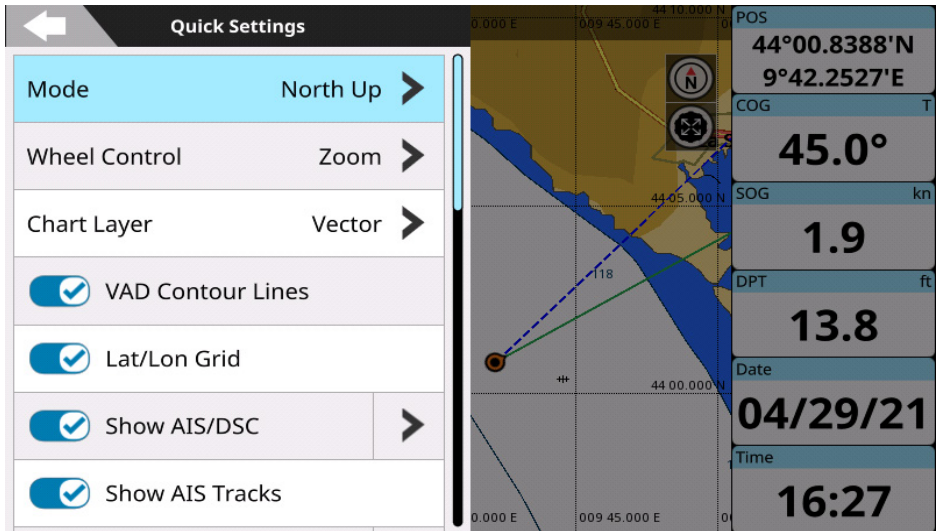 Quick Settings
Mode North Up
Wheel Control Zoom
Chart Layer Vector
VAD Contour Lines
Lat/Lon Grid
Show AIS/DSC
Show AIS Tracks
44 10.000 N
0.000 E 009 45.000 E
N
44 05.000 N
118
44 00.000 N
0.000 E 009 45.000 E
POS
44°00.8388'N
9°42.2527'E
COG T
45.0°
SOG kn
1.9
DPT ft
13.8
Date
04/29/21
Time
16:27